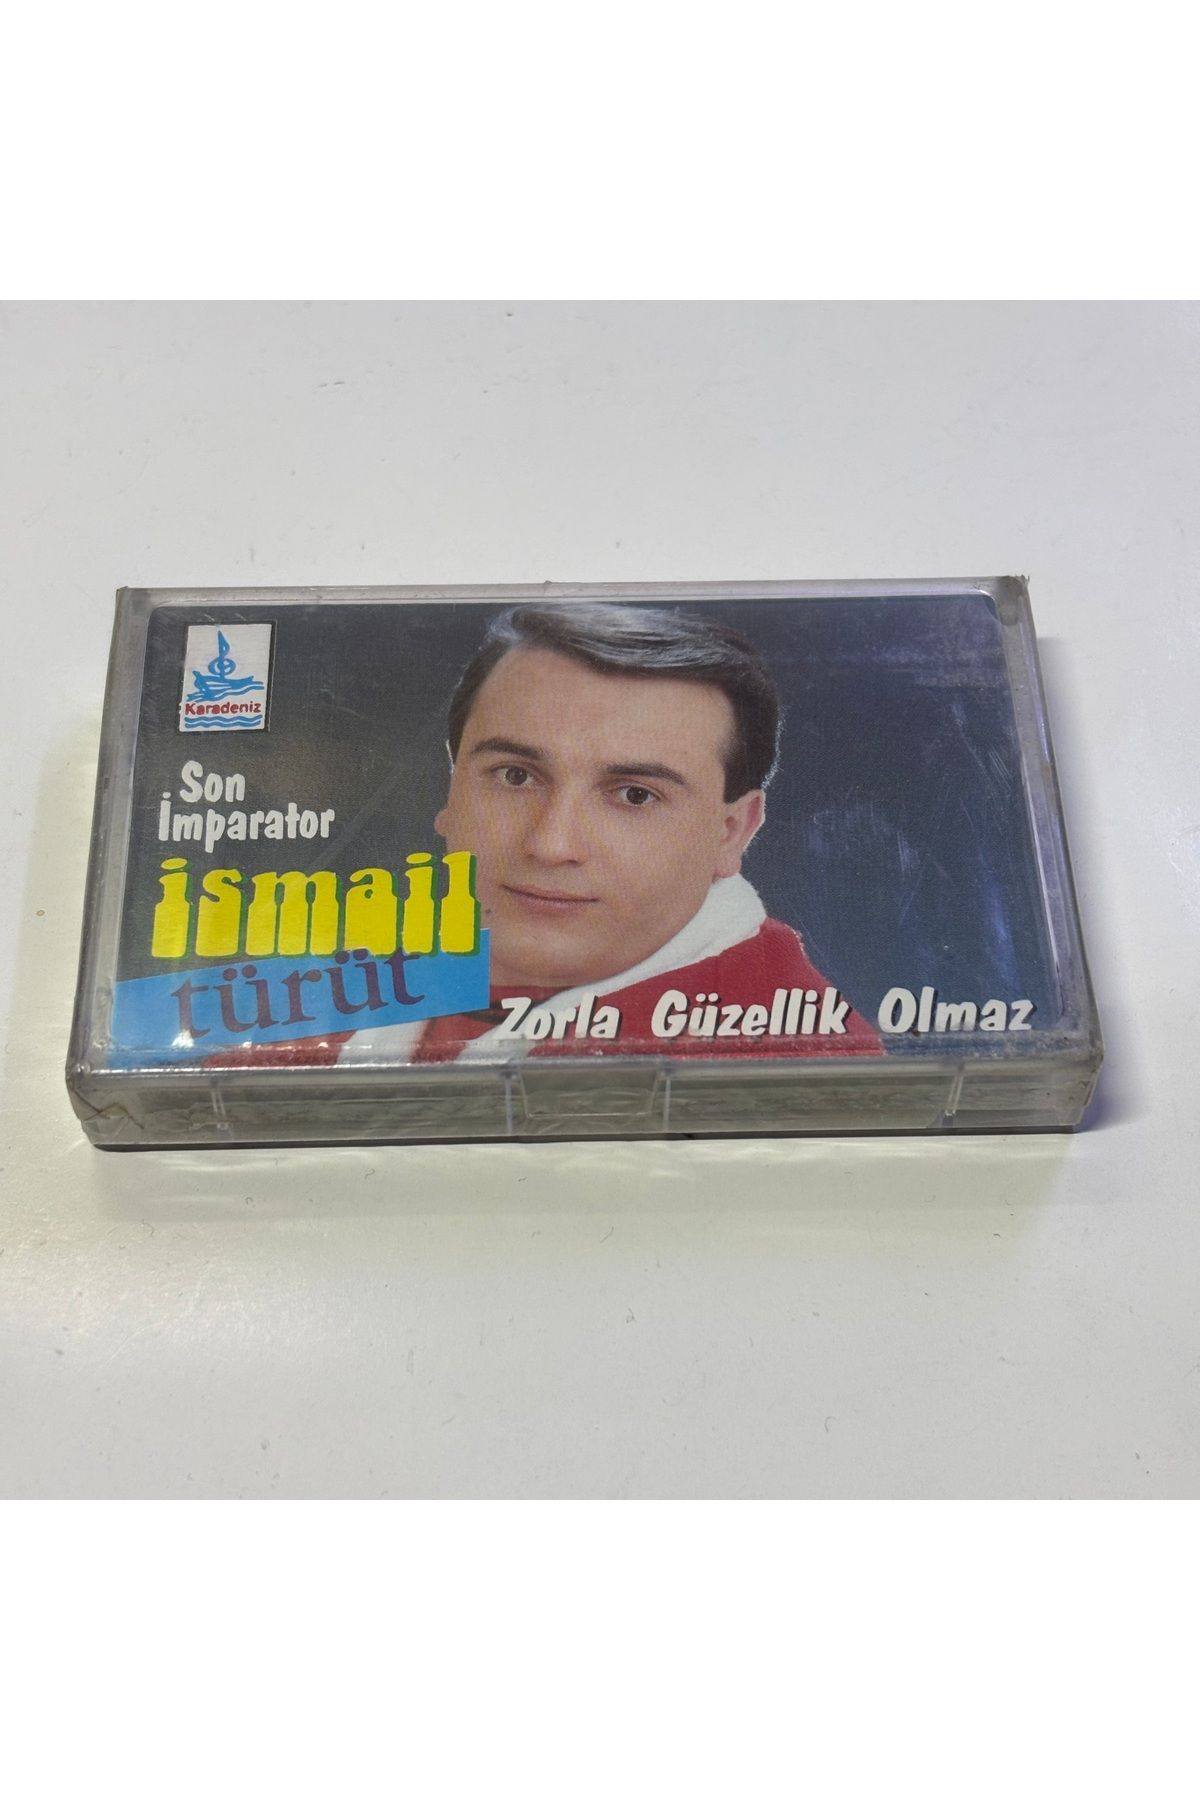 Karadeniz
Son
İmparator
ismail
türüt
Zorla Güzellik Olmaz